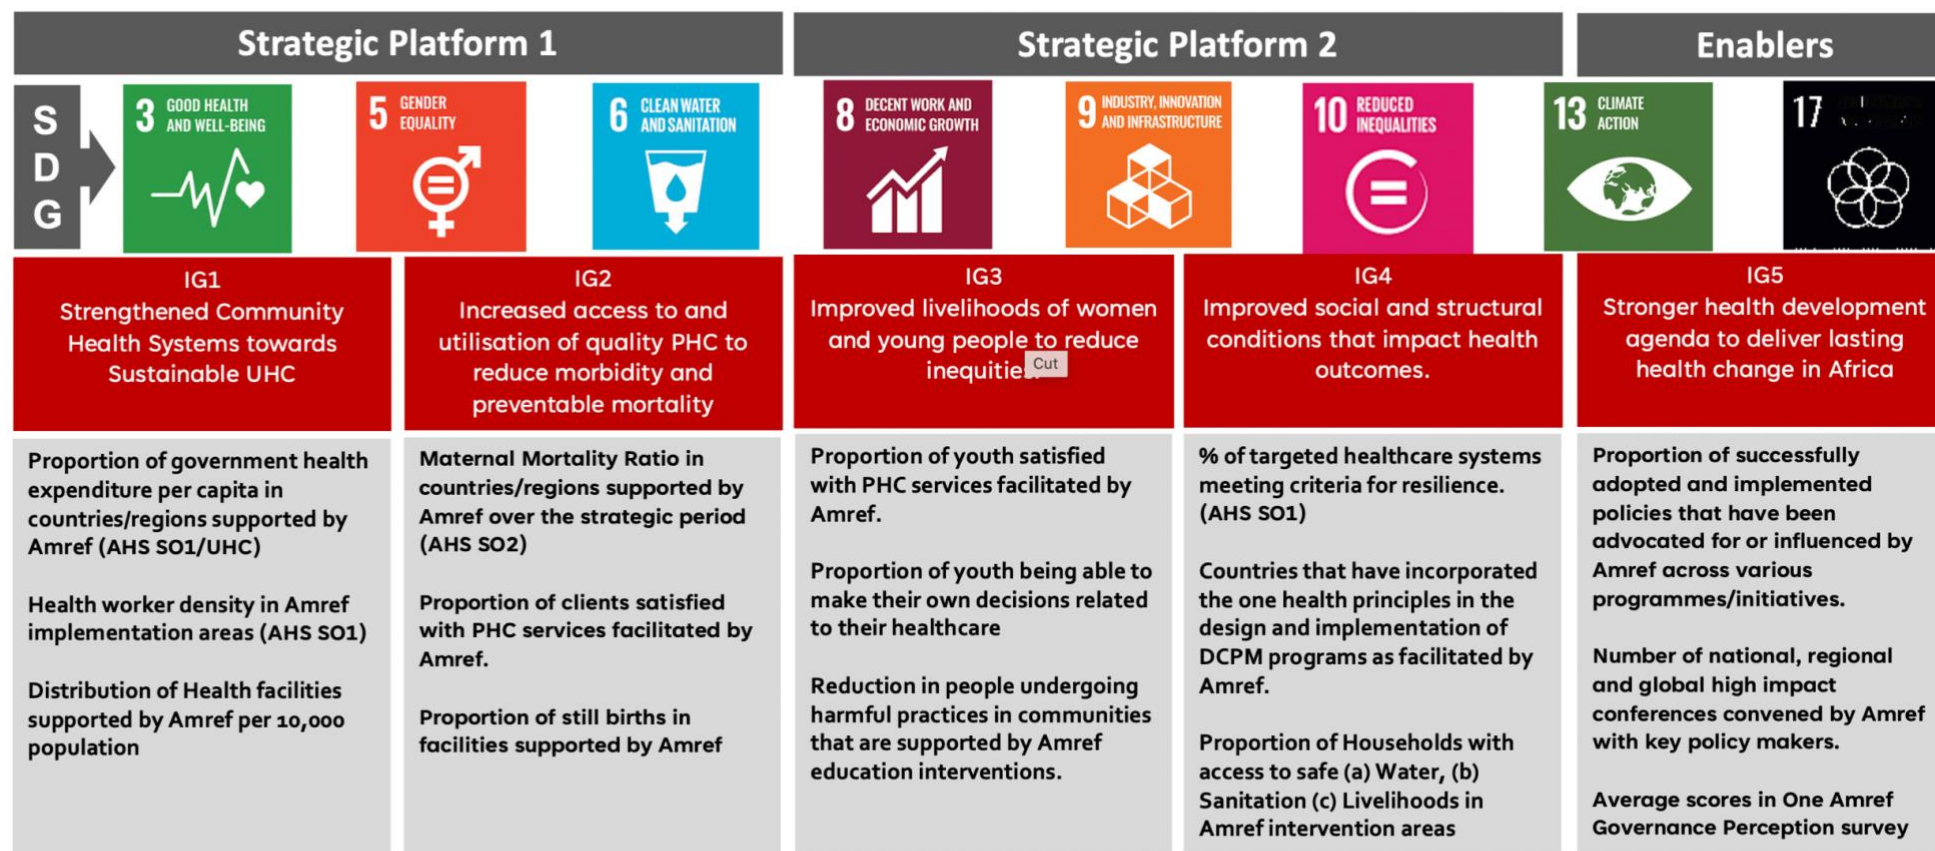 Strategic Platform 1
Strategic Platform 2
Enablers
S
D
G
3 GOOD HEALTH
AND WELL-BEING
5 GENDER
EQUALITY
6 CLEAN WATER
AND SANITATION
8 DECENT WORK AND
ECONOMIC GROWTH
9 INDUSTRY, INNOVATION
AND INFRASTRUCTURE
10 REDUCED
INEQUALITIES
13 CLIMATE
ACTION
17
IG1
Strengthened Community
Health Systems towards
Sustainable UHC
IG2
Increased access to and
utilisation of quality PHC to
reduce morbidity and
preventable mortality
IG3
Improved livelihoods of women
and young people to reduce
Cut
IG4
Improved social and structural
conditions that impact health
outcomes.
IG5
Stronger health development
agenda to deliver lasting
health change in Africa
Proportion of government health
expenditure per capita in
countries/regions supported by
Amref (AHS SO1/UHC)
Health worker density in Amref
implementation areas (AHS SO1)
Distribution of Health facilities
supported by Amref per 10,000
population
Maternal Mortality Ratio in
countries/regions supported by
Amref over the strategic period
(AHS SO2)
Proportion of clients satisfied
with PHC services facilitated by
Amref.
Proportion of still births in
facilities supported by Amref
Proportion of youth satisfied
with PHC services facilitated by
Amref.
Proportion of youth being able to
make their own decisions related
to their healthcare
Reduction in people undergoing
harmful practices in communities
that are supported by Amref
education interventions.
% of targeted healthcare systems
meeting criteria for resilience.
(AHS SO1)
Countries that have incorporated
the one health principles in the
design and implementation of
DCPM programs as facilitated by
Amref.
Proportion of Households with
access to safe (a) Water, (b)
Sanitation (c) Livelihoods in
Amref intervention areas
Proportion of successfully
adopted and implemented
policies that have been
advocated for or influenced by
Amref across various
programmes/initiatives.
Number of national, regional
and global high impact
conferences convened by Amref
with key policy makers.
Average scores in One Amref
Governance Perception survey